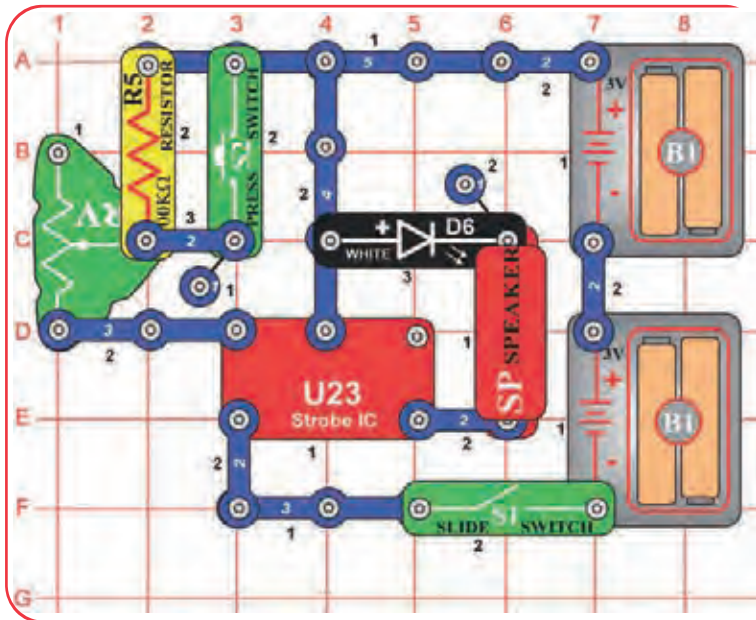 1 2 3 4 5 6 7 8
A
B
C
D
E
F
G
R5
RESISTOR
00KΩ
S2
PRESS SWITCH
RV
1
5
2
2
3V
+
-
B1
1
2
2
1
2
4
3
2
1
1
2
1
+
D6
WHITE
3
2
2
3
2
1
SP SPEAKER
U23
Strobe IC
1
2
2
3V
+
-
B1
1
2
2
3
1
S1
SLIDE SWITCH
2